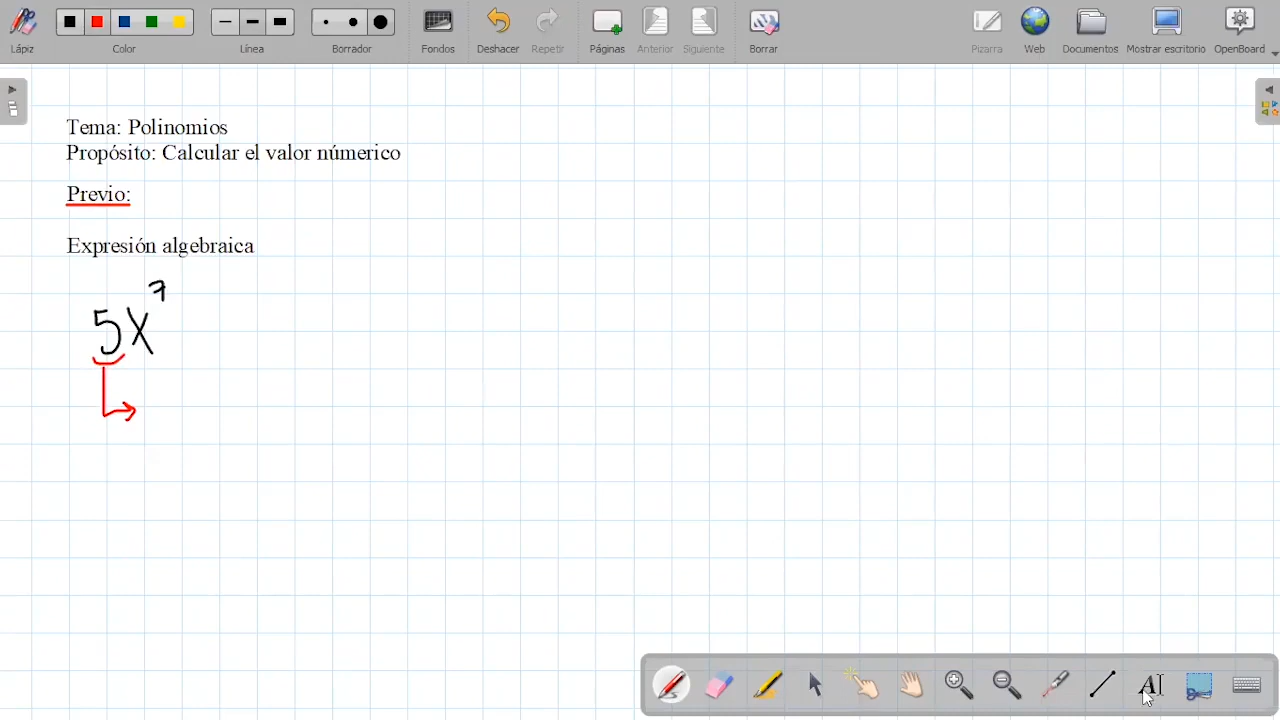 Lápiz
Color
Línea
Borrador
Fondos
Deshacer
Repetir
Páginas
Anterior
Siguiente
Borrar
Pizarra
Web
Documentos
Mostrar escritorio
OpenBoard
Tema: Polinomios
Propósito: Calcular el valor númerico
Previo:
Expresión algebraica
5x⁷